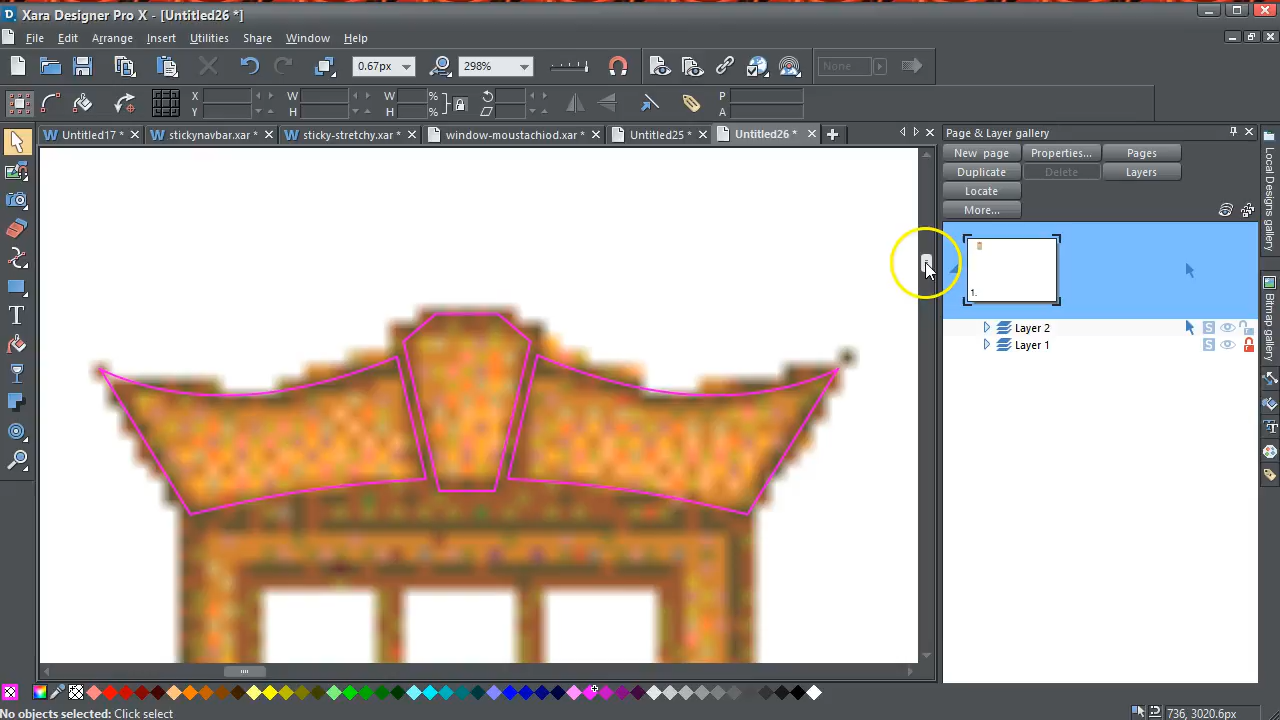 Xara Designer Pro X - [Untitled26 *]
File Edit Arrange Insert Utilities Share Window Help
0.67px 298% None
X W W % P
Y H H % H
Untitled17 * stickynavbar.xar * sticky-stretchy.xar * window-moustachiod.xar * Untitled25 * Untitled26 *
Page & Layer gallery
New page Properties... Pages
Duplicate Delete Layers
Locate
More...
1.
Layer 2 S
Layer 1 S
Local Designs gallery
Bitmap gallery
No objects selected: Click select
736, 3020.6px